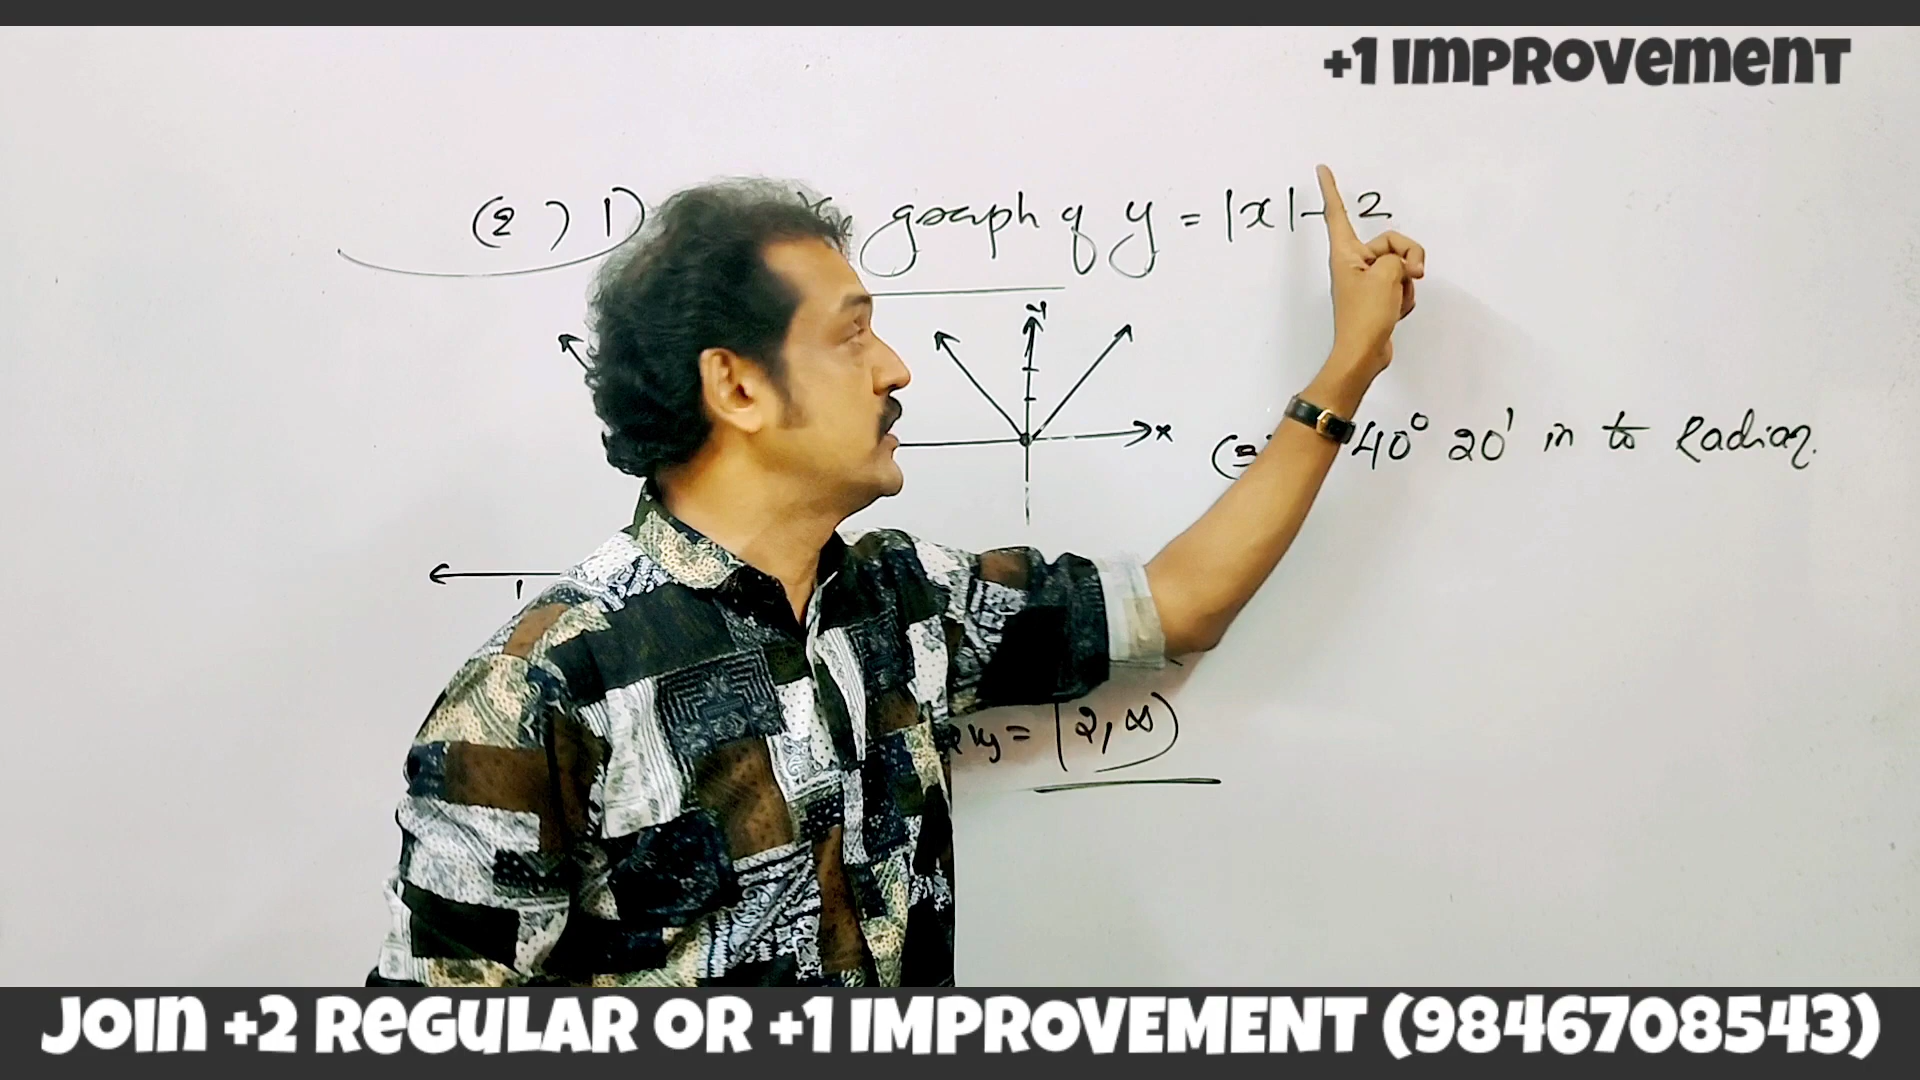 +1 Improvement
(2) 1) graph of y = |x| + 2
y
x
40° 20' in to Radian.
= [2, ∞)
Join +2 Regular or +1 Improvement (9846708543)